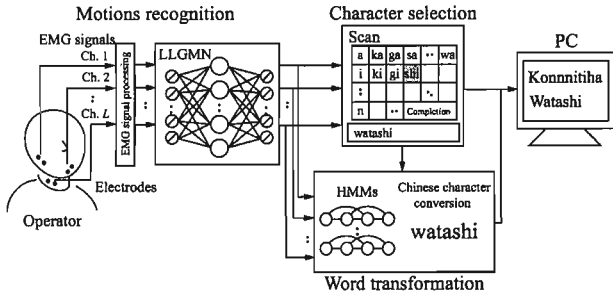 Motions recognition
Character selection
EMG signals
Ch. 1
Ch. 2
:
Ch. L
EMG signal processing
LLGMN
Electrodes
Operator
Scan
a ka ga sa ·· wa
i ki gi shi
: ·.
n ·· Completion
watashi
HMMs
Chinese character
conversion
watashi
Word transformation
PC
Konnnitiha
Watashi